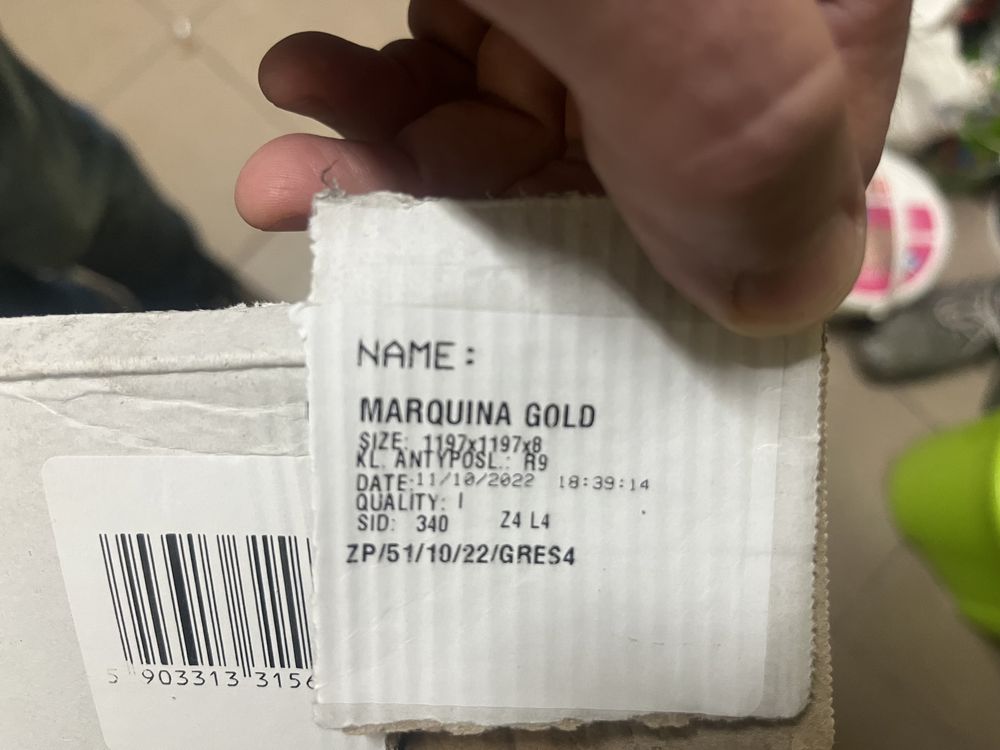 NAME:
MARQUINA GOLD
SIZE: 1197x1197x8
KL. ANTYPOSL.: R9
DATE:11/10/2022 18:39:14
QUALITY: I
SID: 340 Z4 L4
ZP/51/10/22/GRES4
5 903313 3156